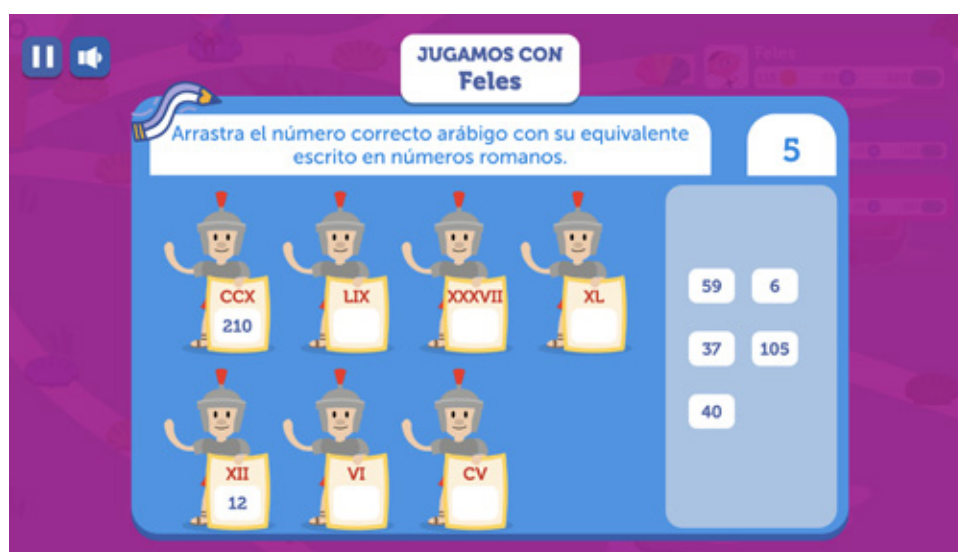 JUGAMOS CON
Feles
Feles
Arrastra el número correcto arábigo con su equivalente
escrito en números romanos.
5
CCX
LIX
XXXVII
XL
210
59
6
37
105
40
XII
VI
CV
12